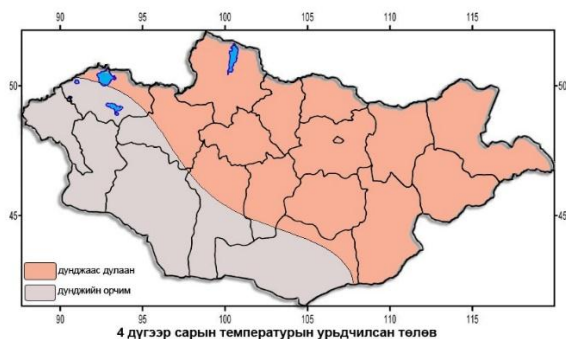 90 95 100 105 110 115
50 50
45 45
дунджаас дулаан
дунджийн орчим
90 95 100 105 110 115
4 дүгээр сарын температурын урьдчилсан төлөв